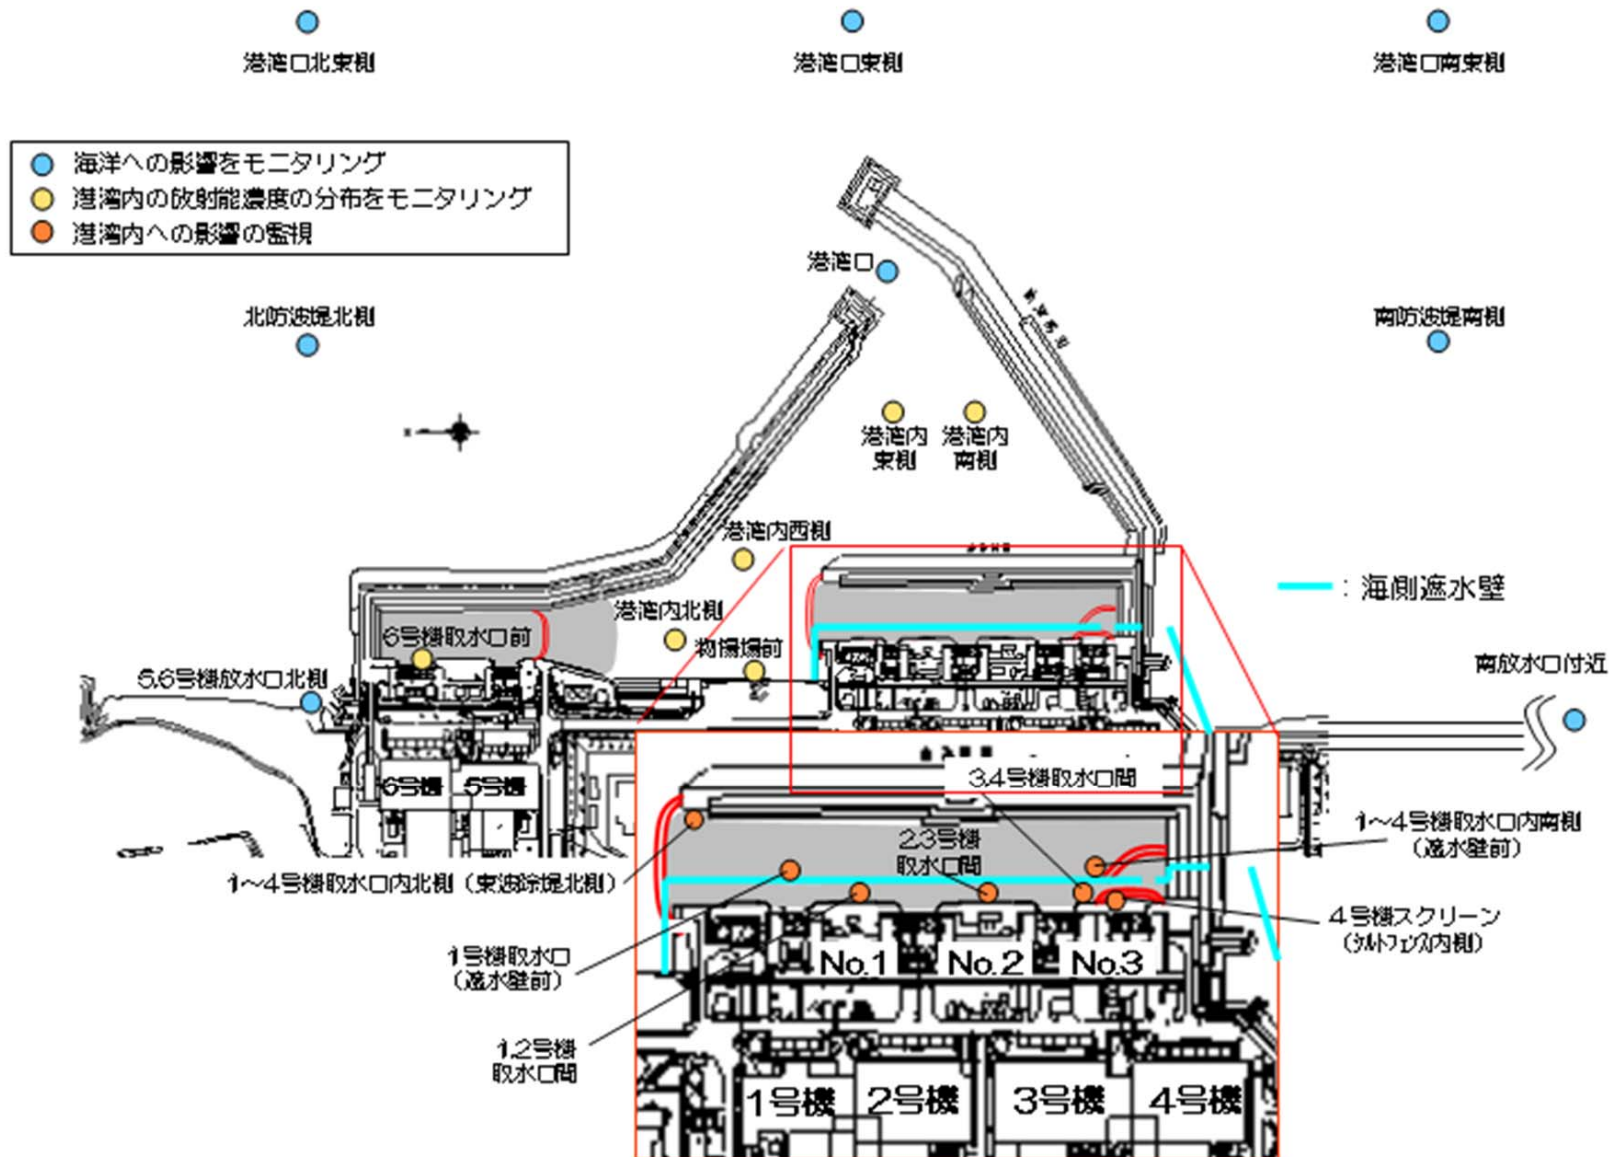 港湾口北東側
港湾口東側
港湾口南東側
海洋への影響をモニタリング
港湾内の放射能濃度の分布をモニタリング
港湾内への影響の監視
港湾口
北防波堤北側
南防波堤南側
港湾内
東側
港湾内
南側
港湾内西側
：海側遮水壁
港湾内北側
6号機取水口前
物揚場前
南放水口付近
5,6号機放水口北側
6号機
5号機
3,4号機取水口間
1～4号機取水口内南側
（遮水壁前）
2,3号機
取水口間
1～4号機取水口内北側（東波除堤北側）
4号機スクリーン
（シルトフェンス内側）
1号機取水口
（遮水壁前）
No.1
No.2
No.3
1,2号機
取水口間
1号機
2号機
3号機
4号機